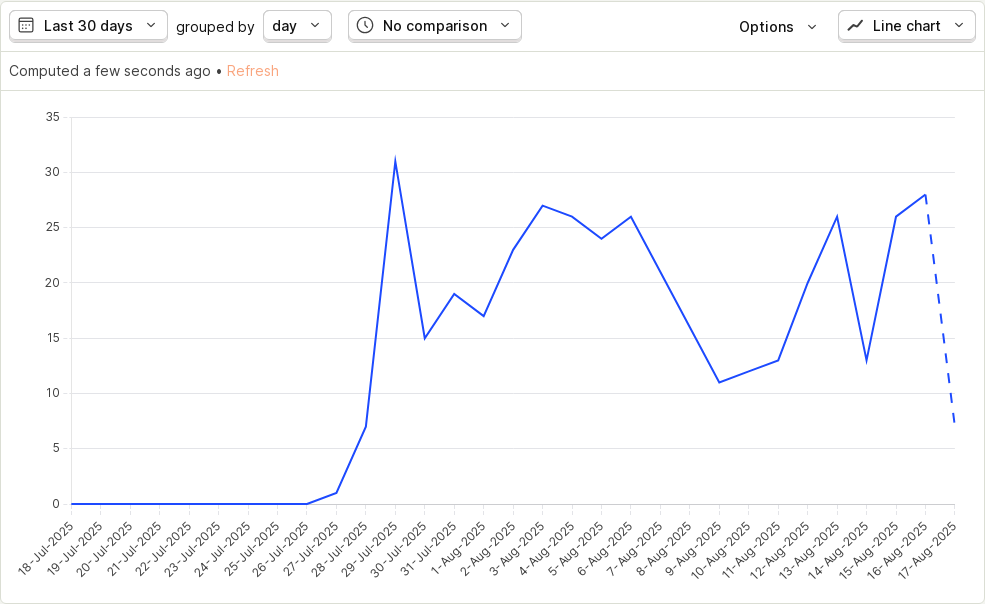 Last 30 days grouped by day No comparison Options Line chart
Computed a few seconds ago • Refresh
35
30
25
20
15
10
5
0
18-Jul-2025
19-Jul-2025
20-Jul-2025
21-Jul-2025
22-Jul-2025
23-Jul-2025
24-Jul-2025
25-Jul-2025
26-Jul-2025
27-Jul-2025
28-Jul-2025
29-Jul-2025
30-Jul-2025
31-Jul-2025
1-Aug-2025
2-Aug-2025
3-Aug-2025
4-Aug-2025
5-Aug-2025
6-Aug-2025
7-Aug-2025
8-Aug-2025
9-Aug-2025
10-Aug-2025
11-Aug-2025
12-Aug-2025
13-Aug-2025
14-Aug-2025
15-Aug-2025
16-Aug-2025
17-Aug-2025